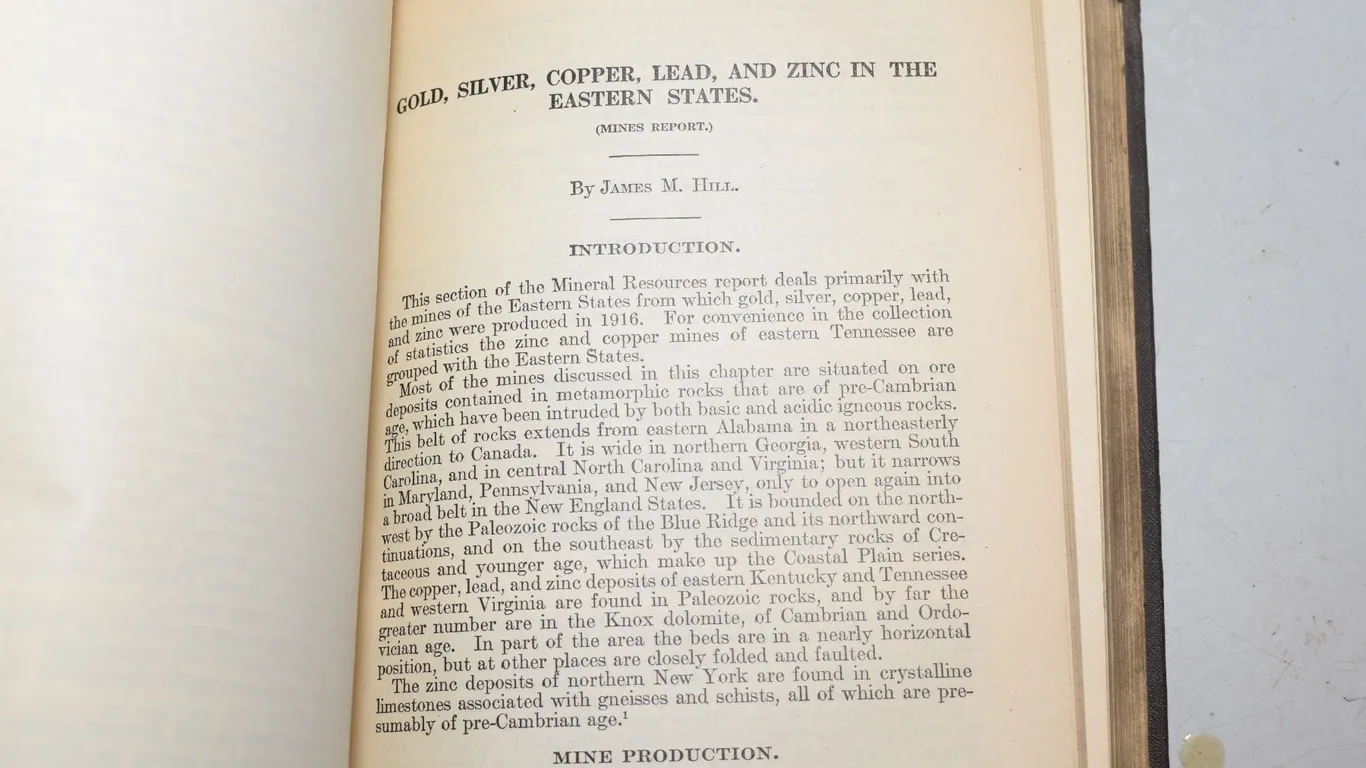 GOLD, SILVER, COPPER, LEAD, AND ZINC IN THE
EASTERN STATES.
(MINES REPORT.)
By JAMES M. HILL.
INTRODUCTION.
This section of the Mineral Resources report deals primarily with
the mines of the Eastern States from which gold, silver, copper, lead,
and zinc were produced in 1916. For convenience in the collection
of statistics the zinc and copper mines of eastern Tennessee are
grouped with the Eastern States.
Most of the mines discussed in this chapter are situated on ore
deposits contained in metamorphic rocks that are of pre-Cambrian
age, which have been intruded by both basic and acidic igneous rocks.
This belt of rocks extends from eastern Alabama in a northeasterly
direction to Canada. It is wide in northern Georgia, western South
Carolina, and in central North Carolina and Virginia; but it narrows
in Maryland, Pennsylvania, and New Jersey, only to open again into
a broad belt in the New England States. It is bounded on the north-
west by the Paleozoic rocks of the Blue Ridge and its northward con-
tinuations, and on the southeast by the sedimentary rocks of Cre-
taceous and younger age, which make up the Coastal Plain series.
The copper, lead, and zinc deposits of eastern Kentucky and Tennessee
and western Virginia are found in Paleozoic rocks, and by far the
greater number are in the Knox dolomite, of Cambrian and Ordo-
vician age. In part of the area the beds are in a nearly horizontal
position, but at other places are closely folded and faulted.
The zinc deposits of northern New York are found in crystalline
limestones associated with gneisses and schists, all of which are pre-
sumably of pre-Cambrian age.¹
MINE PRODUCTION.